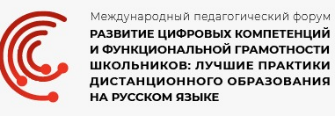 Международный педагогический форум
РАЗВИТИЕ ЦИФРОВЫХ КОМПЕТЕНЦИЙ
И ФУНКЦИОНАЛЬНОЙ ГРАМОТНОСТИ
ШКОЛЬНИКОВ: ЛУЧШИЕ ПРАКТИКИ
ДИСТАНЦИОННОГО ОБРАЗОВАНИЯ
НА РУССКОМ ЯЗЫКЕ